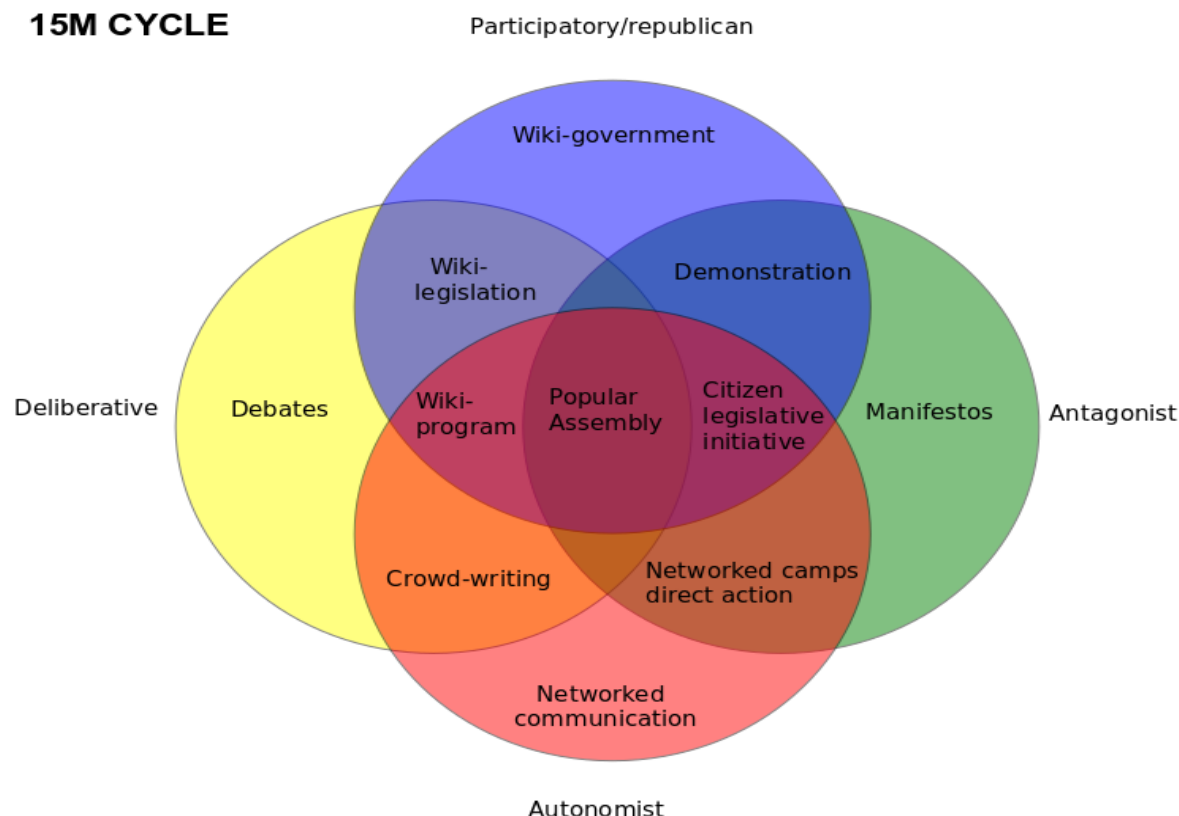 15M CYCLE
Participatory/republican
Wiki-government
Wiki-
legislation
Demonstration
Deliberative
Debates
Wiki-
program
Popular
Assembly
Citizen
legislative
initiative
Manifestos
Antagonist
Crowd-writing
Networked camps
direct action
Networked
communication
Autonomist